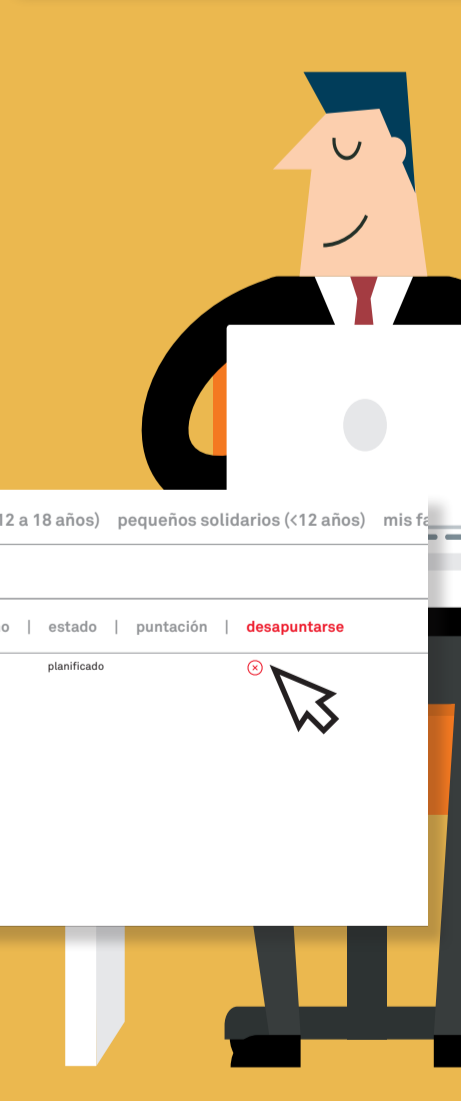 12 a 18 años) pequeños solidarios (<12 años) mis fa
o | estado | puntación | desapuntarse
planificado